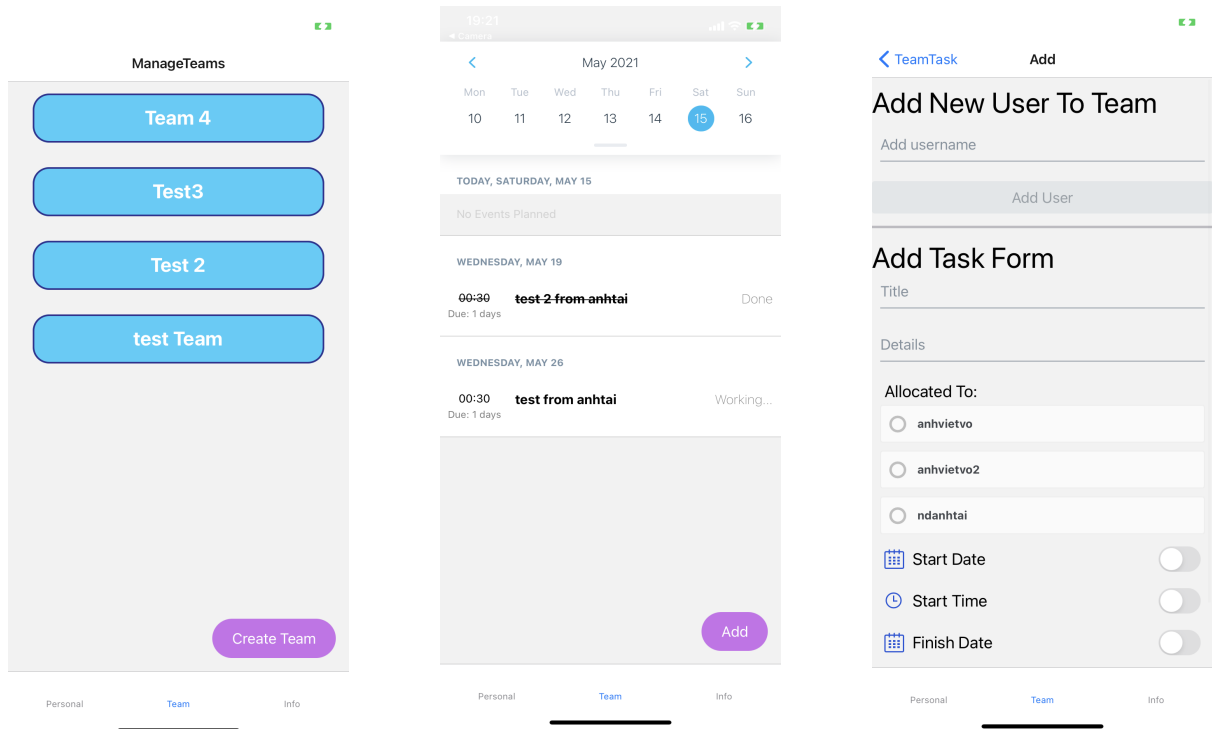 ManageTeams
Team 4
Test3
Test 2
test Team
Create Team
Personal Team Info
19:21
◀ Camera
May 2021
Mon Tue Wed Thu Fri Sat Sun
10 11 12 13 14 15 16
TODAY, SATURDAY, MAY 15
No Events Planned
WEDNESDAY, MAY 19
00:30 test 2 from anhtai Done
Due: 1 days
WEDNESDAY, MAY 26
00:30 test from anhtai Working...
Due: 1 days
Add
Personal Team Info
TeamTask Add
Add New User To Team
Add username
Add User
Add Task Form
Title
Details
Allocated To:
anhvietvo
anhvietvo2
ndanhtai
Start Date
Start Time
Finish Date
Personal Team Info